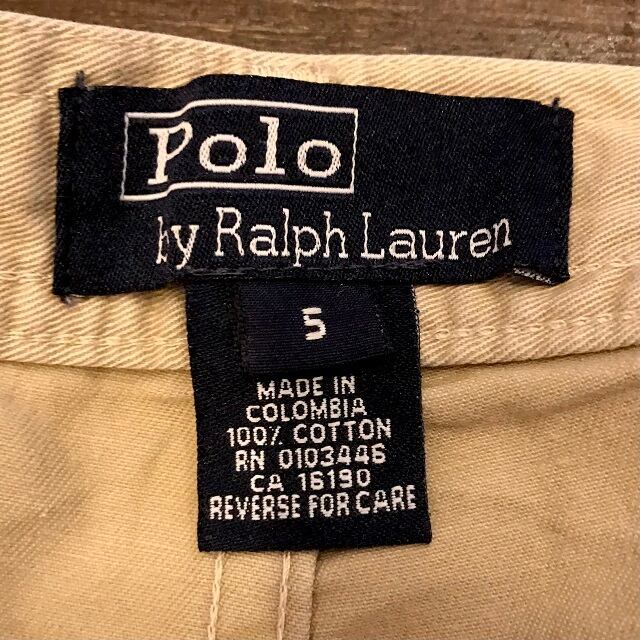 Polo
by Ralph Lauren
5
MADE IN
COLOMBIA
100% COTTON
RN 0103446
CA 16190
REVERSE FOR CARE